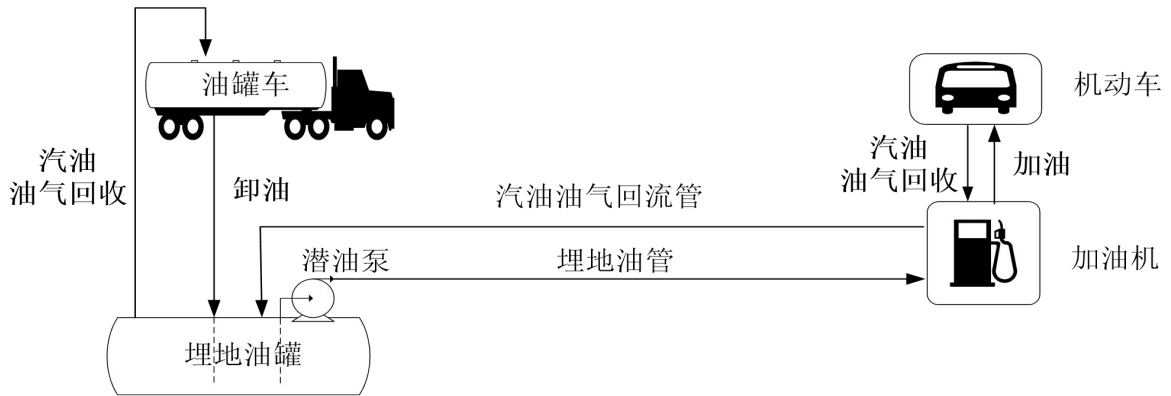 油罐车
机动车
汽油
油气回收
卸油
汽油
油气回收
加油
汽油油气回流管
潜油泵
埋地油管
加油机
埋地油罐